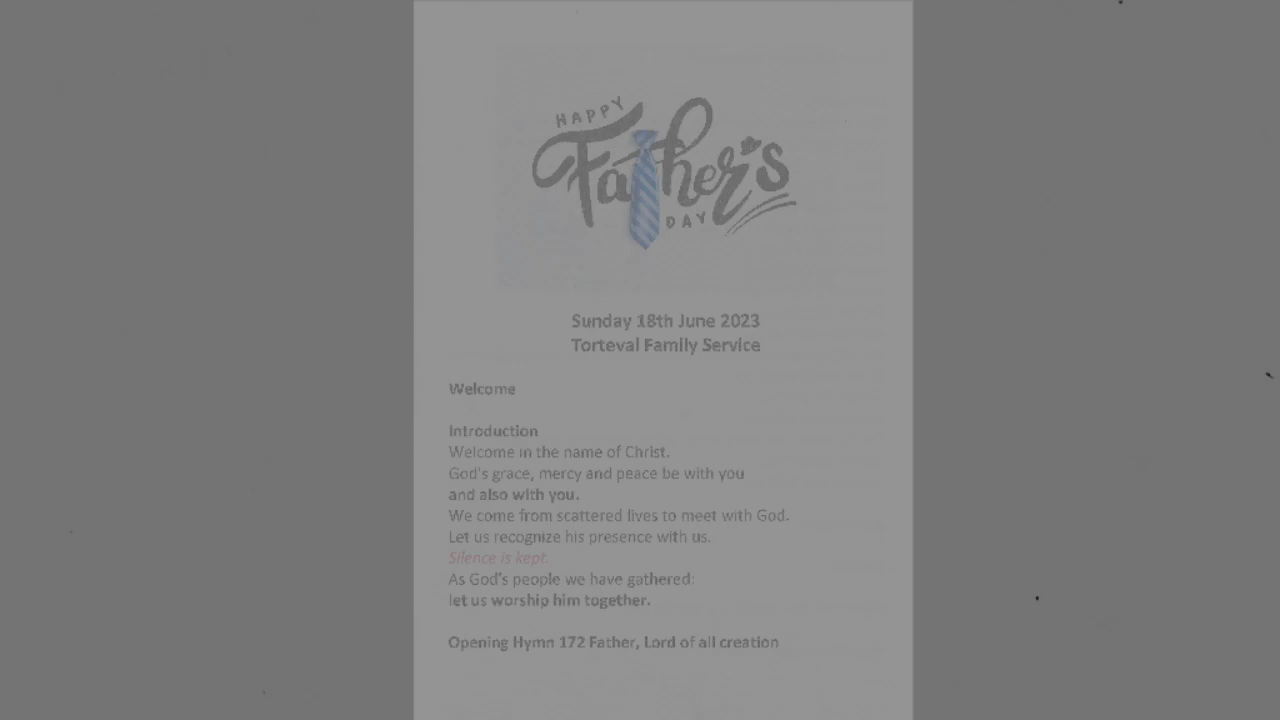 HAPPY
Father's
DAY
Sunday 18th June 2023
Torteval Family Service
Welcome
Introduction
Welcome in the name of Christ.
God's grace, mercy and peace be with you
and also with you.
We come from scattered lives to meet with God.
Let us recognize his presence with us.
Silence is kept.
As God's people we have gathered:
let us worship him together.
Opening Hymn 172 Father, Lord of all creation